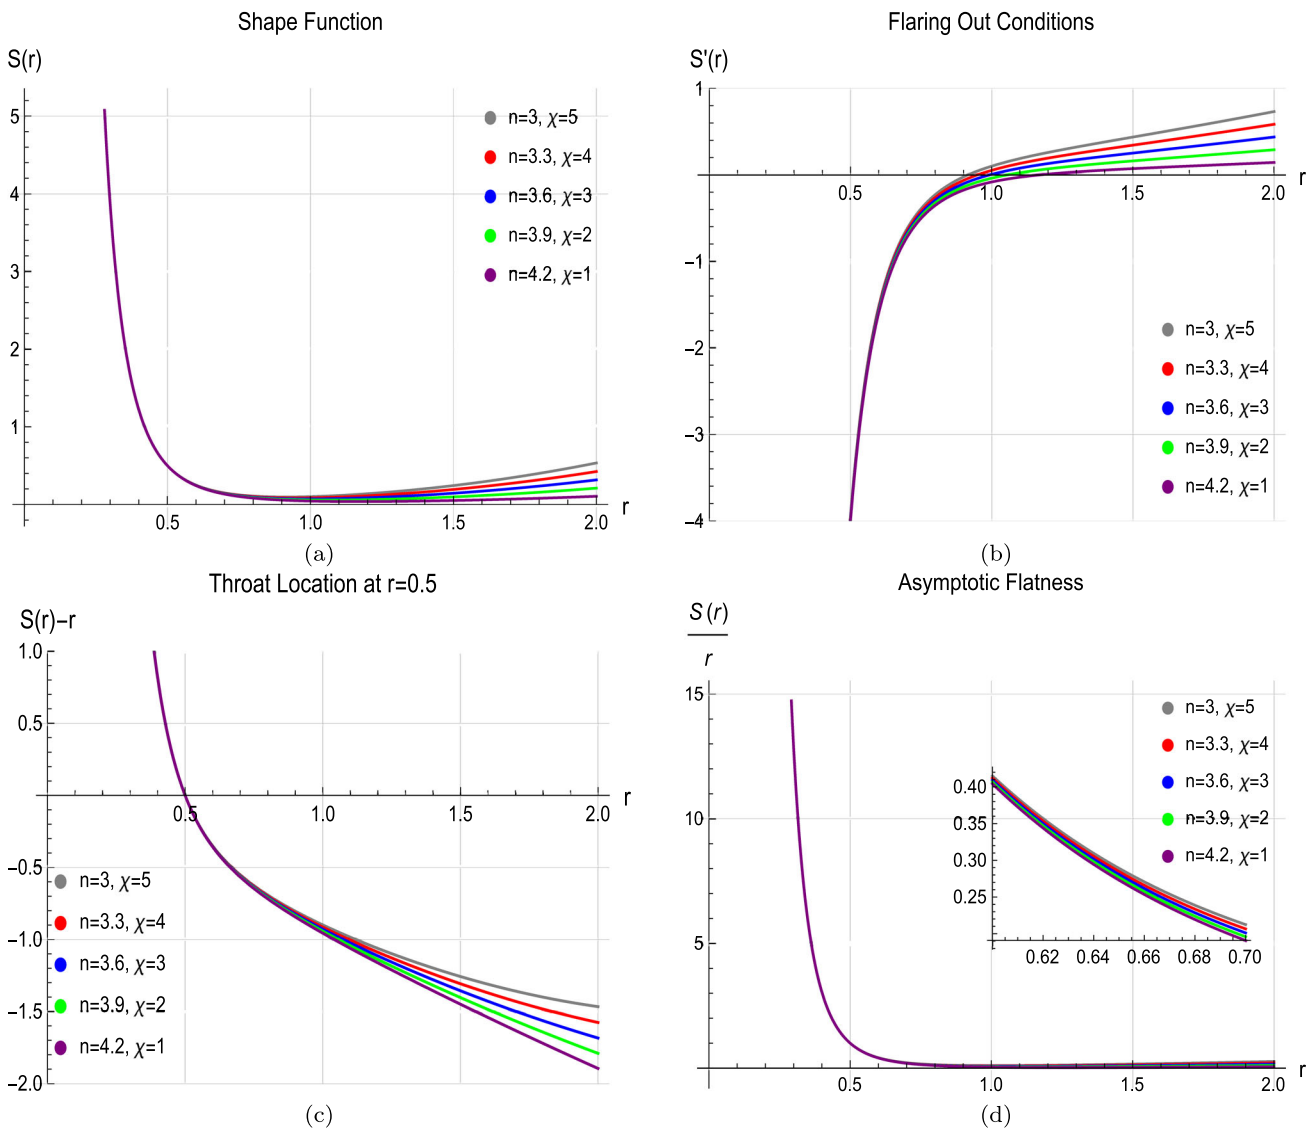 Shape Function
S(r)
5
4
3
2
1
0.5 1.0 1.5 2.0 r
n=3, χ=5
n=3.3, χ=4
n=3.6, χ=3
n=3.9, χ=2
n=4.2, χ=1
(a)
Flaring Out Conditions
S'(r)
1
0.5 1.0 1.5 2.0 r
−1
−2
−3
−4
n=3, χ=5
n=3.3, χ=4
n=3.6, χ=3
n=3.9, χ=2
n=4.2, χ=1
(b)
Throat Location at r=0.5
S(r)−r
1.0
0.5
0.5 1.0 1.5 2.0 r
−0.5
−1.0
−1.5
−2.0
n=3, χ=5
n=3.3, χ=4
n=3.6, χ=3
n=3.9, χ=2
n=4.2, χ=1
(c)
Asymptotic Flatness
S(r)
r
15
10
5
0.5 1.0 1.5 2.0 r
n=3, χ=5
n=3.3, χ=4
n=3.6, χ=3
n=3.9, χ=2
n=4.2, χ=1
0.40
0.35
0.30
0.25
0.62 0.64 0.66 0.68 0.70
(d)